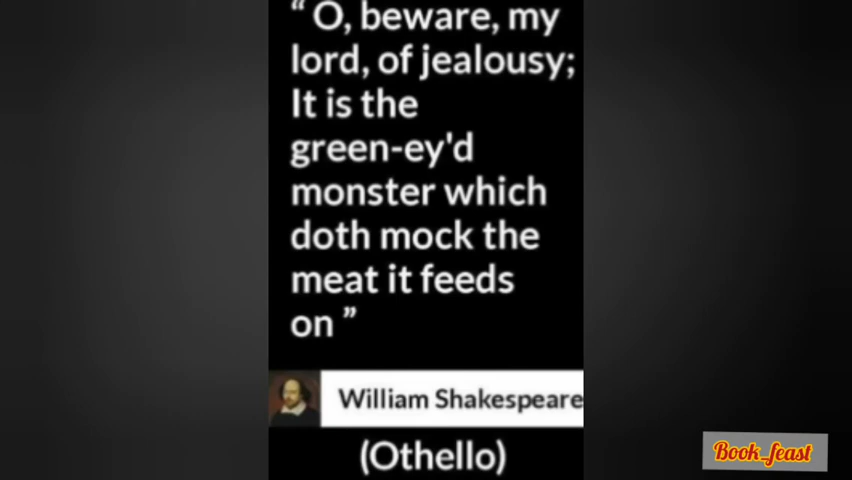 “ O, beware, my
lord, of jealousy;
It is the
green-ey'd
monster which
doth mock the
meat it feeds
on ”
William Shakespeare
(Othello)
Book_feast